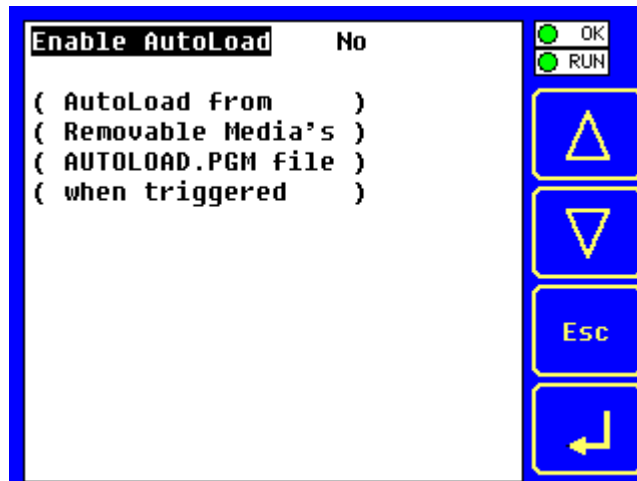 Enable AutoLoad No
( AutoLoad from )
( Removable Media's )
( AUTOLOAD.PGM file )
( when triggered )
OK
RUN
Esc